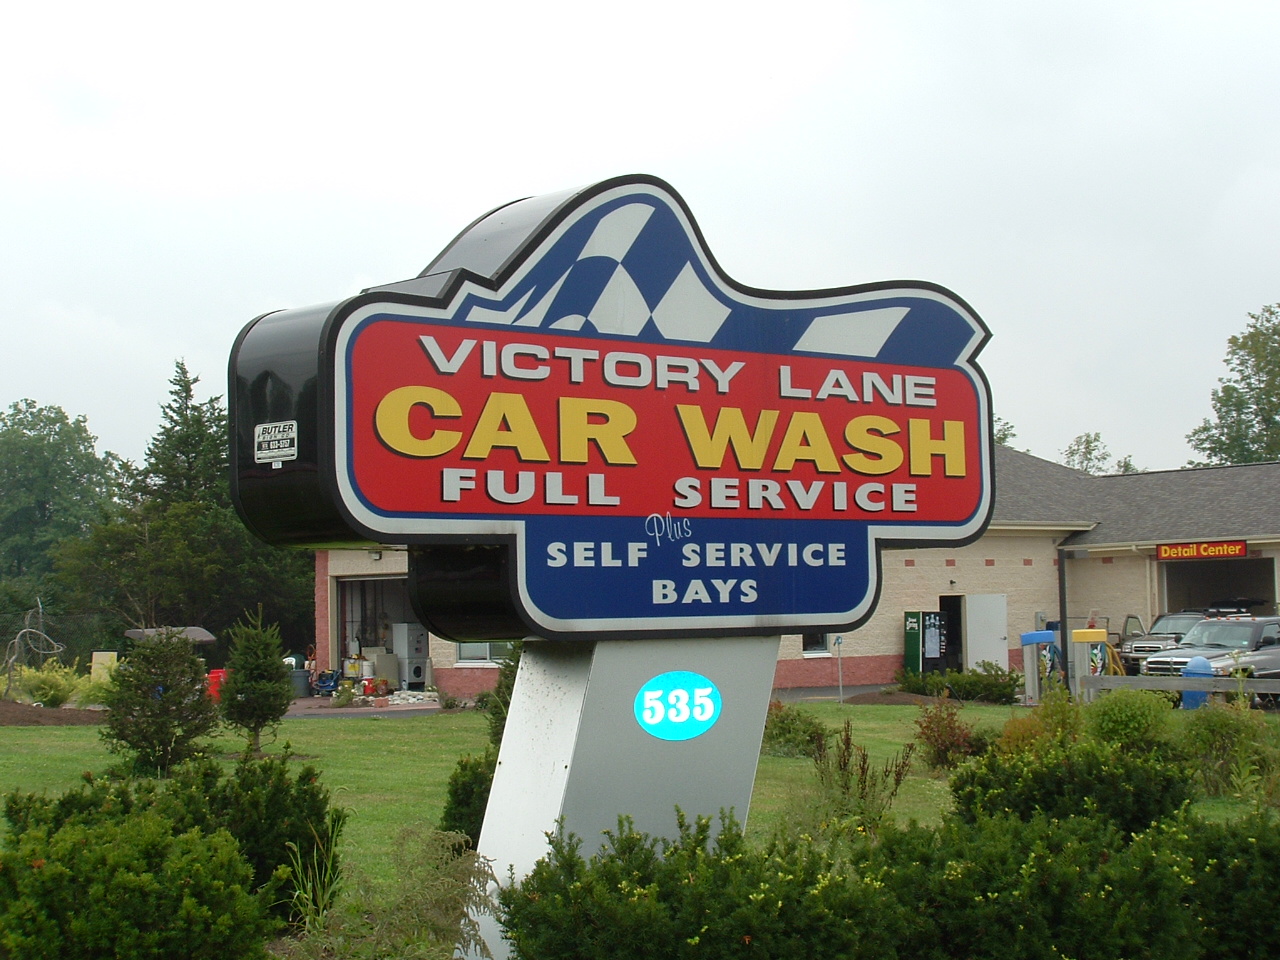 VICTORY LANE
CAR WASH
FULL SERVICE
Plus
SELF SERVICE
BAYS
535
BUTLER
Detail Center